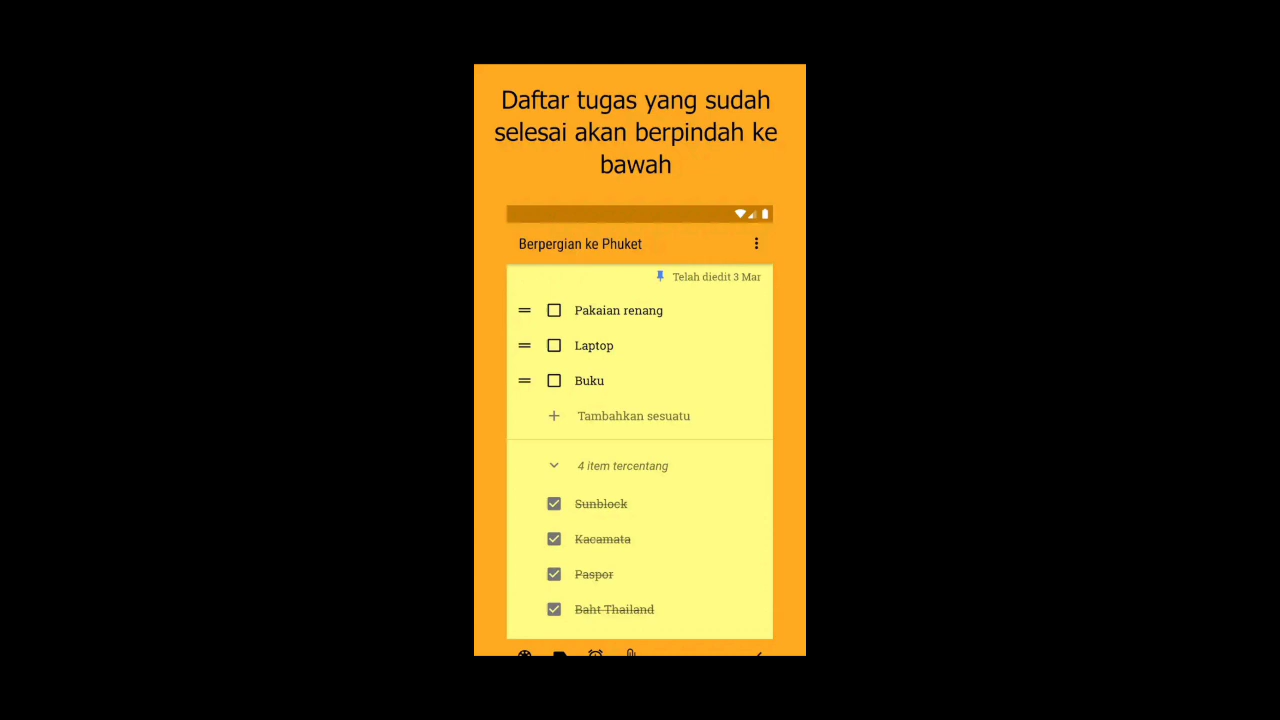 Daftar tugas yang sudah
selesai akan berpindah ke
bawah
Berpergian ke Phuket
Telah diedit 3 Mar
Pakaian renang
Laptop
Buku
Tambahkan sesuatu
4 item tercentang
Sunblock
Kacamata
Paspor
Baht Thailand